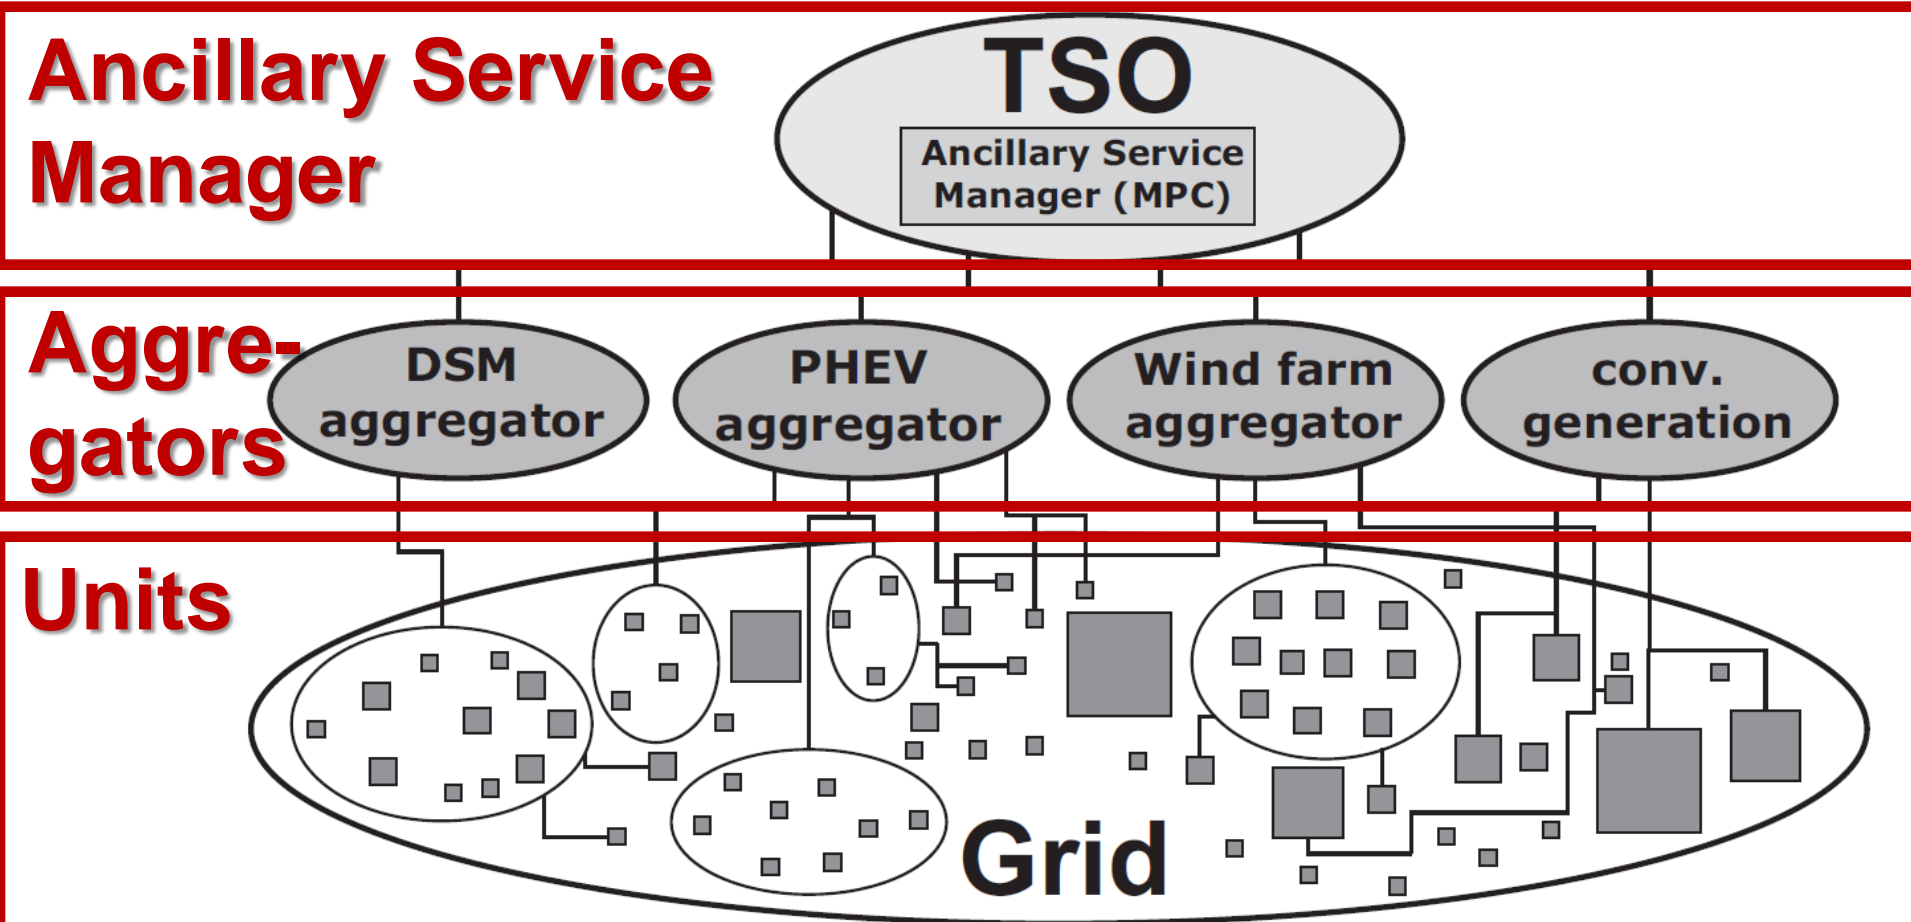 Ancillary Service
Manager
TSO
Ancillary Service
Manager (MPC)
Aggre-
gators
DSM
aggregator
PHEV
aggregator
Wind farm
aggregator
conv.
generation
Units
Grid